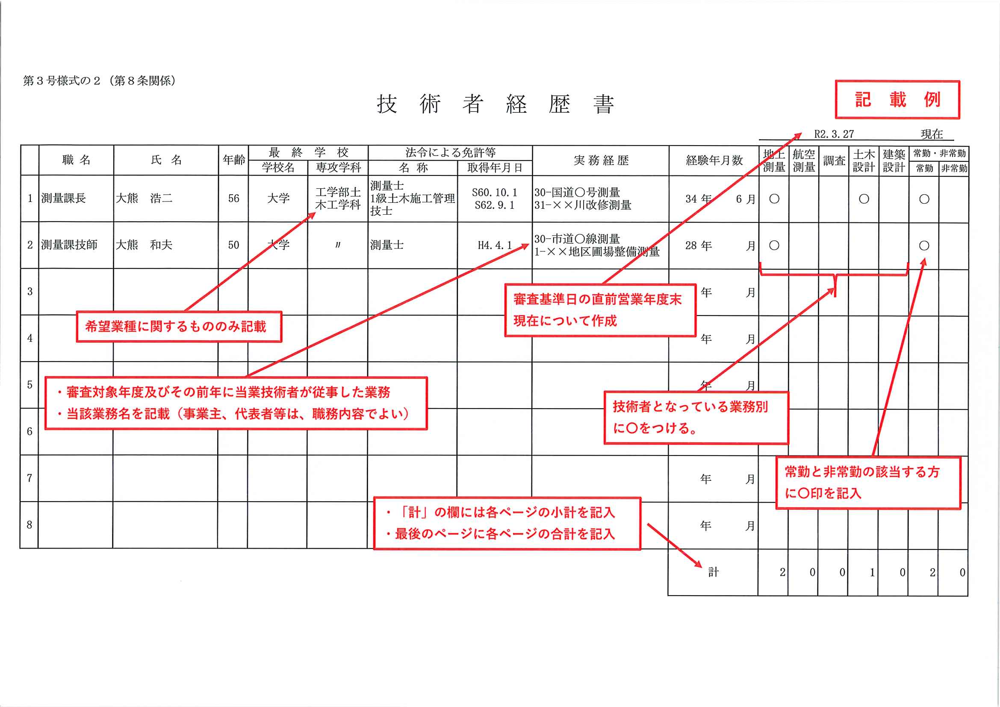 第３号様式の２（第８条関係）
技術者経歴書
記載例
R2.3.27 現在
職名 氏名 年齢 最終学校 法令による免許等 実務経歴 経験年月数 地上測量 航空測量 調査 土木設計 建築設計 常勤・非常勤
学校名 専攻学科 名称 取得年月日 常勤 非常勤
1 測量課長 大熊 浩二 56 大学 工学部土木工学科 測量士 1級土木施工管理技士 S60.10.1 S62.9.1 30-国道〇号測量 31-××川改修測量 34 年 6 月 〇 〇 〇
2 測量課技師 大熊 和夫 50 大学 〃 測量士 H4.4.1 30-市道〇線測量 1-××地区圃場整備測量 28 年 月 〇 〇
3 年 月
審査基準日の直前営業年度末
現在について作成
希望業種に関するもののみ記載
4 年 月
5 年 月
・審査対象年度及びその前年に当業技術者が従事した業務
・当該業務名を記載（事業主、代表者等は、職務内容でよい）
技術者となっている業務別
に〇をつける。
6
7 年 月
常勤と非常勤の該当する方
に〇印を記入
・「計」の欄には各ページの小計を記入
・最後のページに各ページの合計を記入
8 年 月
計 2 0 0 1 0 2 0